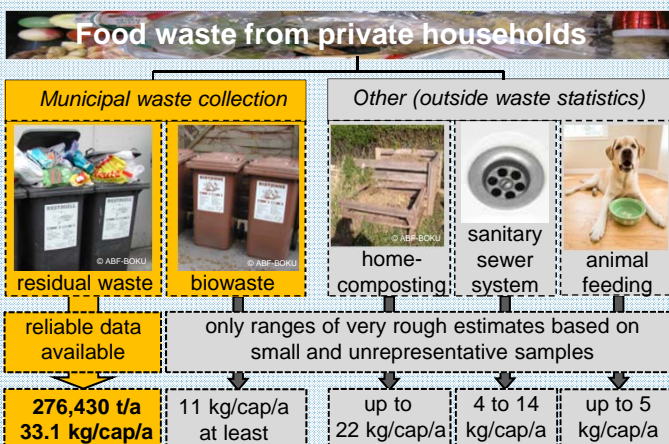 Food waste from private households
Municipal waste collection
Other (outside waste statistics)
© ABF-BOKU
© ABF-BOKU
© ABF-BOKU
residual waste
biowaste
home-
composting
sanitary
sewer
system
animal
feeding
reliable data
available
only ranges of very rough estimates based on
small and unrepresentative samples
276,430 t/a
33.1 kg/cap/a
11 kg/cap/a
at least
up to
22 kg/cap/a
4 to 14
kg/cap/a
up to 5
kg/cap/a